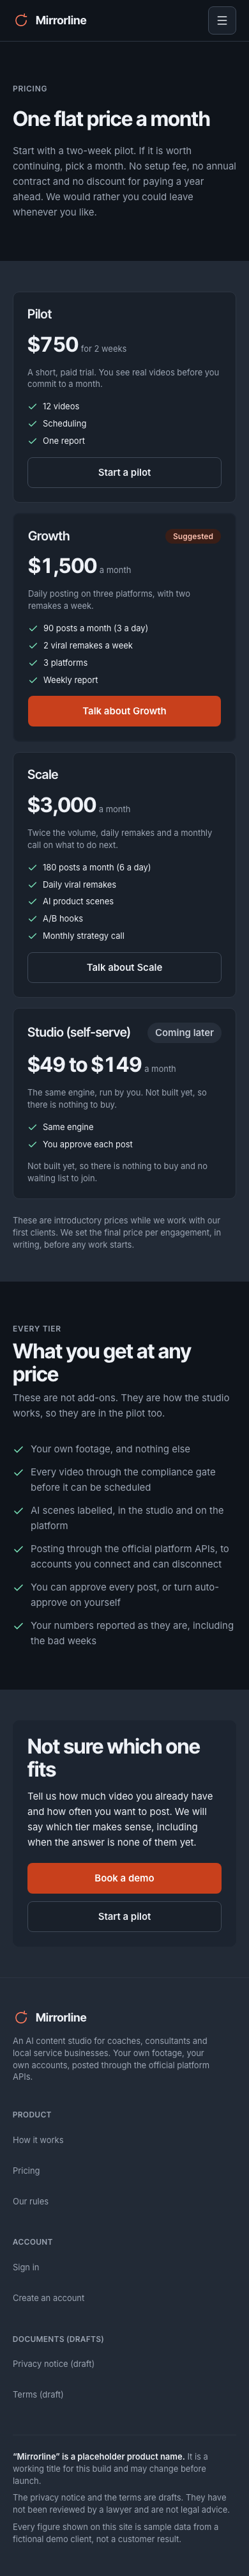 Mirrorline
PRICING
One flat price a month
Start with a two-week pilot. If it is worth
continuing, pick a month. No setup fee, no annual
contract and no discount for paying a year
ahead. We would rather you could leave
whenever you like.
Pilot
$750 for 2 weeks
A short, paid trial. You see real videos before you
commit to a month.
12 videos
Scheduling
One report
Start a pilot
Growth
Suggested
$1,500 a month
Daily posting on three platforms, with two
remakes a week.
90 posts a month (3 a day)
2 viral remakes a week
3 platforms
Weekly report
Talk about Growth
Scale
$3,000 a month
Twice the volume, daily remakes and a monthly
call on what to do next.
180 posts a month (6 a day)
Daily viral remakes
AI product scenes
A/B hooks
Monthly strategy call
Talk about Scale
Studio (self-serve)
Coming later
$49 to $149 a month
The same engine, run by you. Not built yet, so
there is nothing to buy.
Same engine
You approve each post
Not built yet, so there is nothing to buy and no
waiting list to join.
These are introductory prices while we work with our
first clients. We set the final price per engagement, in
writing, before any work starts.
EVERY TIER
What you get at any
price
These are not add-ons. They are how the studio
works, so they are in the pilot too.
Your own footage, and nothing else
Every video through the compliance gate
before it can be scheduled
AI scenes labelled, in the studio and on the
platform
Posting through the official platform APIs, to
accounts you connect and can disconnect
You can approve every post, or turn auto-
approve on yourself
Your numbers reported as they are, including
the bad weeks
Not sure which one
fits
Tell us how much video you already have
and how often you want to post. We will
say which tier makes sense, including
when the answer is none of them yet.
Book a demo
Start a pilot
Mirrorline
An AI content studio for coaches, consultants and
local service businesses. Your own footage, your
own accounts, posted through the official platform
APIs.
PRODUCT
How it works
Pricing
Our rules
ACCOUNT
Sign in
Create an account
DOCUMENTS (DRAFTS)
Privacy notice (draft)
Terms (draft)
“Mirrorline” is a placeholder product name. It is a
working title for this build and may change before
launch.
The privacy notice and the terms are drafts. They have
not been reviewed by a lawyer and are not legal advice.
Every figure shown on this site is sample data from a
fictional demo client, not a customer result.